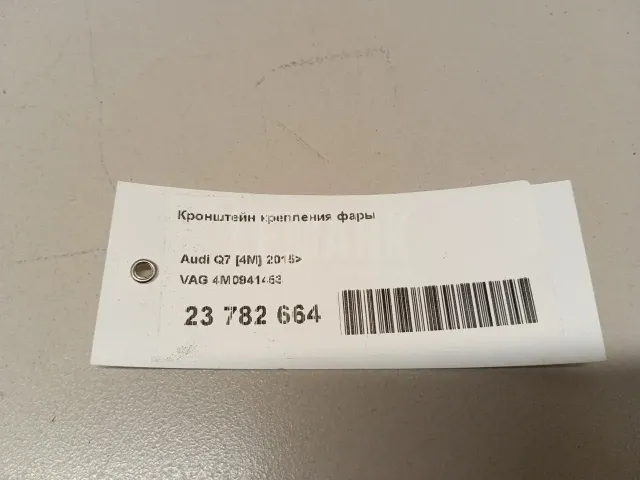 Кронштейн крепления фары
Audi Q7 [4M] 2015>
VAG 4M0941453
23 782 664